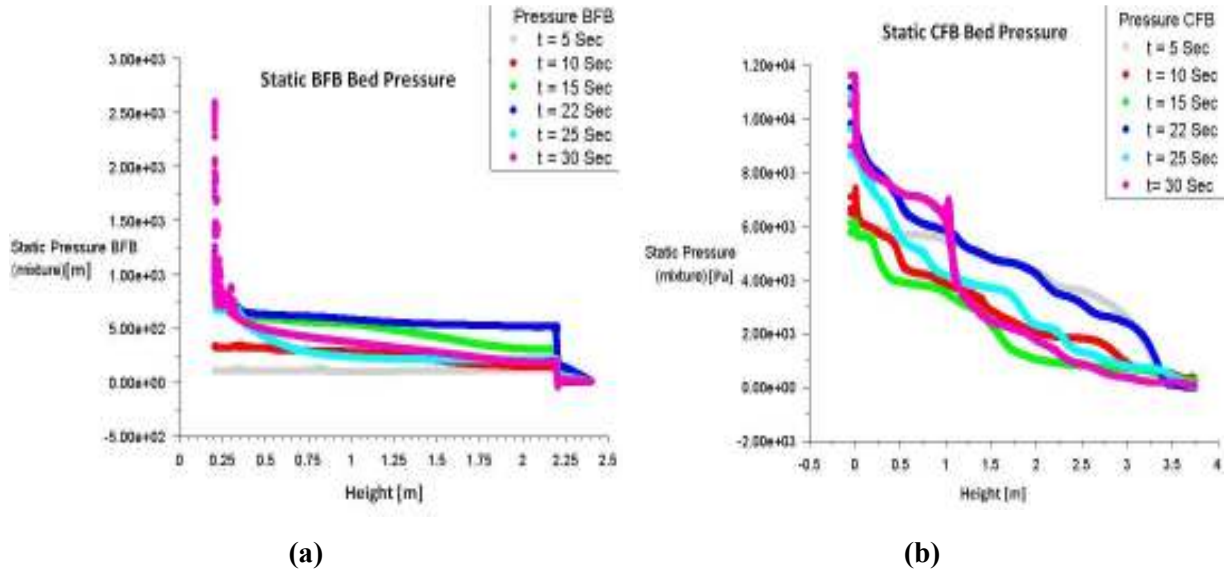 Pressure BFB
t = 5 Sec
t = 10 Sec
t = 15 Sec
t = 22 Sec
t = 25 Sec
t = 30 Sec
Static BFB Bed Pressure
3.00e+03
2.50e+03
2.00e+03
1.50e+03
1.00e+03
5.00e+02
0.00e+00
-5.00e+02
Static Pressure BFB
(mixture)[m]
0 0.25 0.5 0.75 1 1.25 1.5 1.75 2 2.25 2.5
Height [m]
(a)
Pressure CFB
t = 5 Sec
t = 10 Sec
t = 15 Sec
t = 22 Sec
t = 25 Sec
t= 30 Sec
Static CFB Bed Pressure
1.20e+04
1.00e+04
8.00e+03
6.00e+03
4.00e+03
2.00e+03
0.00e+00
-2.00e+03
Static Pressure
(mixture)[Pa]
-0.5 0 0.5 1 1.5 2 2.5 3 3.5 4
Height [m]
(b)